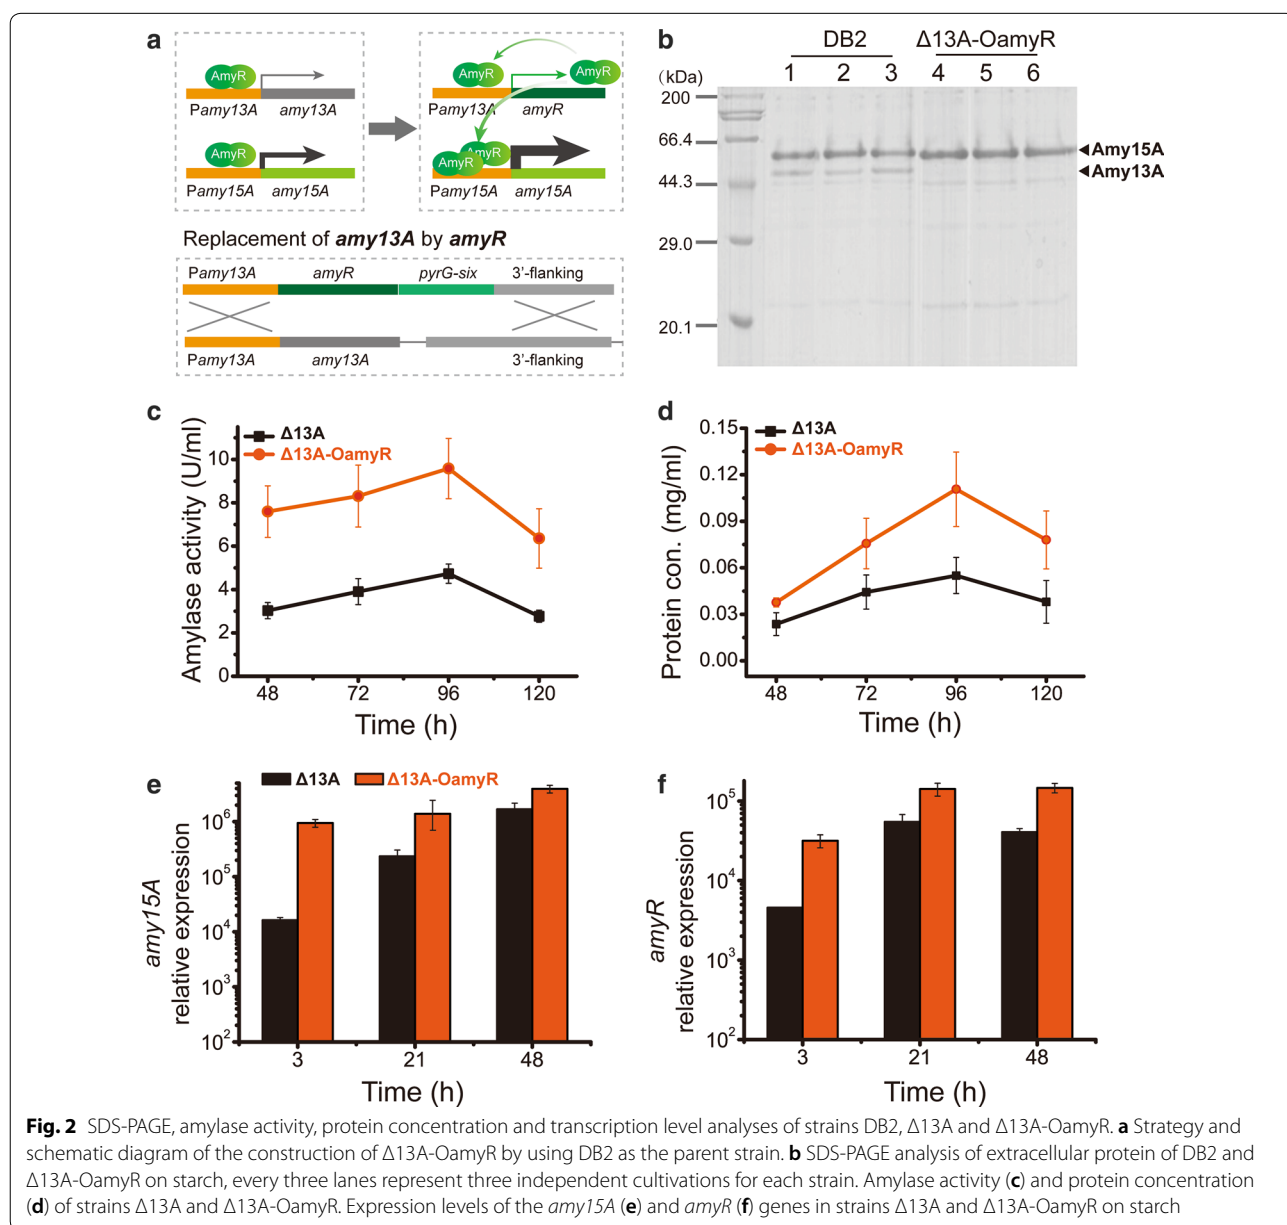 a
AmyR
Pamy13A
amy13A
AmyR
Pamy15A
amy15A
AmyR
AmyR
Pamy13A
amyR
AmyR
AmyR
Pamy15A
amy15A
Replacement of amy13A by amyR
Pamy13A
amyR
pyrG-six
3'-flanking
Pamy13A
amy13A
3'-flanking
b
DB2
Δ13A-OamyR
(kDa)
1 2 3 4 5 6
200
66.4
44.3
29.0
20.1
Amy15A
Amy13A
c
Δ13A
Δ13A-OamyR
Amylase activity (U/ml)
10
8
6
4
2
0
48 72 96 120
Time (h)
d
Δ13A
Δ13A-OamyR
Protein con. (mg/ml)
0.15
0.12
0.09
0.06
0.03
0.00
48 72 96 120
Time (h)
e
Δ13A
Δ13A-OamyR
amy15A
relative expression
10⁶
10⁵
10⁴
10³
10²
3 21 48
Time (h)
f
amyR
relative expression
10⁵
10⁴
10³
10²
3 21 48
Time (h)
Fig. 2 SDS-PAGE, amylase activity, protein concentration and transcription level analyses of strains DB2, Δ13A and Δ13A-OamyR. a Strategy and
schematic diagram of the construction of Δ13A-OamyR by using DB2 as the parent strain. b SDS-PAGE analysis of extracellular protein of DB2 and
Δ13A-OamyR on starch, every three lanes represent three independent cultivations for each strain. Amylase activity (c) and protein concentration
(d) of strains Δ13A and Δ13A-OamyR. Expression levels of the amy15A (e) and amyR (f) genes in strains Δ13A and Δ13A-OamyR on starch